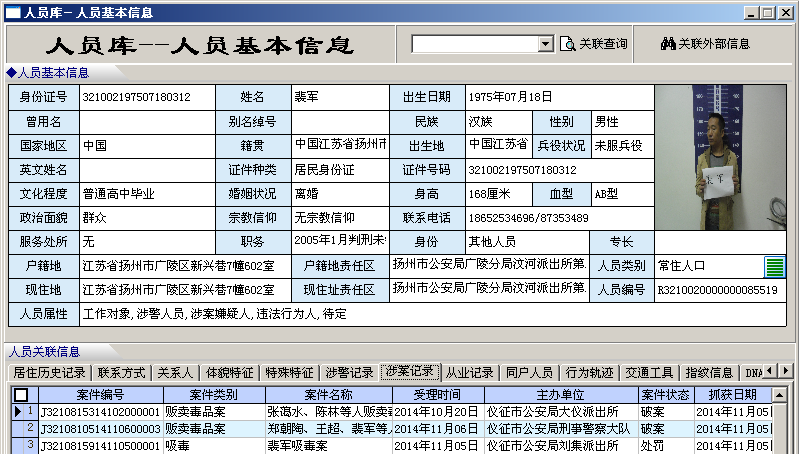 人员库－人员基本信息
人员库--人员基本信息 关联查询 关联外部信息
◆人员基本信息
身份证号 321002197507180312 姓名 裴军 出生日期 1975年07月18日
曾用名 别名绰号 民族 汉族 性别 男性
国家地区 中国 籍贯 中国江苏省扬州市 出生地 中国江苏省 兵役状况 未服兵役
英文姓名 证件种类 居民身份证 证件号码 321002197507180312
文化程度 普通高中毕业 婚姻状况 离婚 身高 168厘米 血型 AB型
政治面貌 群众 宗教信仰 无宗教信仰 联系电话 18652534696/87353489
服务处所 无 职务 2005年1月判刑未 身份 其他人员 专长
户籍地 江苏省扬州市广陵区新兴巷7幢602室 户籍地责任区 扬州市公安局广陵分局汶河派出所第. 人员类别 常住人口
现住地 江苏省扬州市广陵区新兴巷7幢602室 现住址责任区 扬州市公安局广陵分局汶河派出所第. 人员编号 R3210020000000085519
人员属性 工作对象,涉警人员,涉案嫌疑人,违法行为人,待定
人员关联信息
居住历史记录 联系方式 关系人 体貌特征 特殊特征 涉警记录 涉案记录 从业记录 同户人员 行为轨迹 交通工具 指纹信息 DNA
案件编号 案件类别 案件名称 受理时间 主办单位 案件状态 抓获日期
1 J3210815314102000001 贩卖毒品案 张蔼水、陈林等人贩卖毒 2014年10月20日 仪征市公安局大仪派出所 破案 2014年11月05
2 J3210810514110600003 贩卖毒品案 郑朝陶、王超、裴军等人 2014年11月06日 仪征市公安局刑事警察大队 破案 2014年11月05
3 J3210815914110500001 吸毒 裴军吸毒案 2014年11月05日 仪征市公安局刘集派出所 处罚 2014年11月05